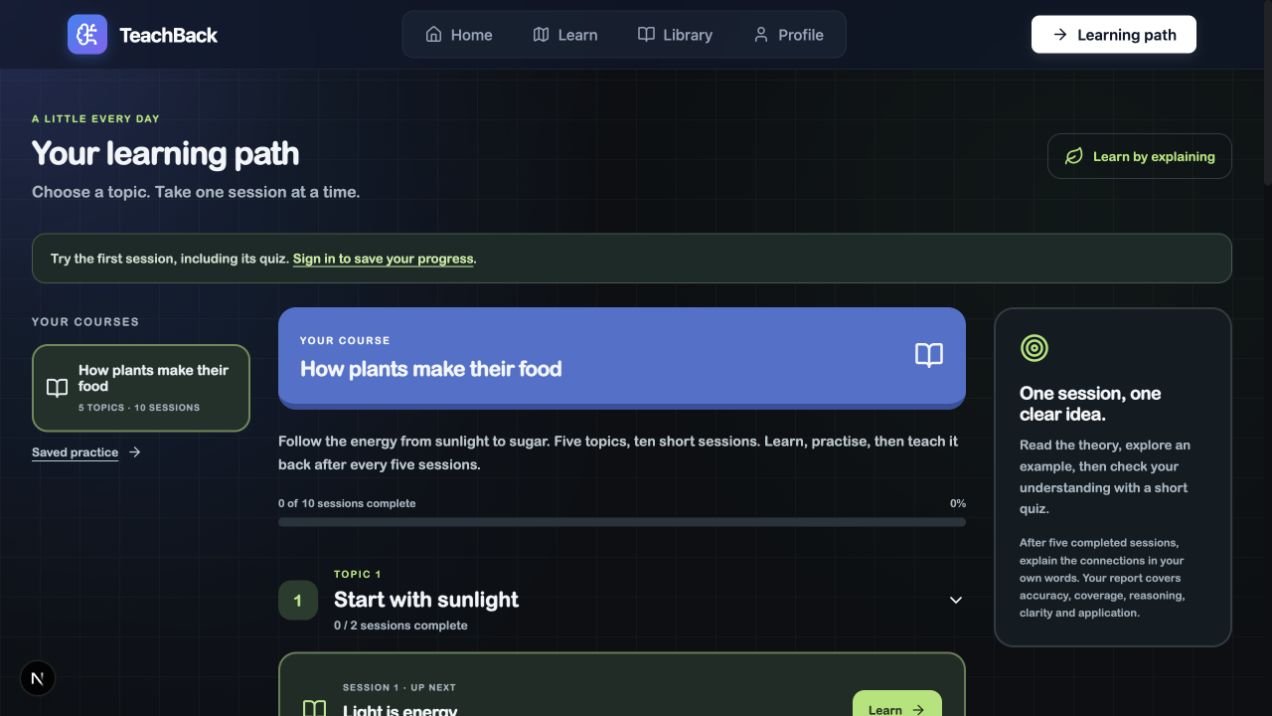 TeachBack
Home
Learn
Library
Profile
Learning path
A LITTLE EVERY DAY
Your learning path
Choose a topic. Take one session at a time.
Learn by explaining
Try the first session, including its quiz. Sign in to save your progress.
YOUR COURSES
How plants make their
food
5 TOPICS · 10 SESSIONS
Saved practice
YOUR COURSE
How plants make their food
Follow the energy from sunlight to sugar. Five topics, ten short sessions. Learn, practise, then teach it
back after every five sessions.
0 of 10 sessions complete
0%
TOPIC 1
1
Start with sunlight
0 / 2 sessions complete
SESSION 1 · UP NEXT
Light is energy
Learn
One session, one
clear idea.
Read the theory, explore an
example, then check your
understanding with a short
quiz.
After five completed sessions,
explain the connections in your
own words. Your report covers
accuracy, coverage, reasoning,
clarity and application.
N